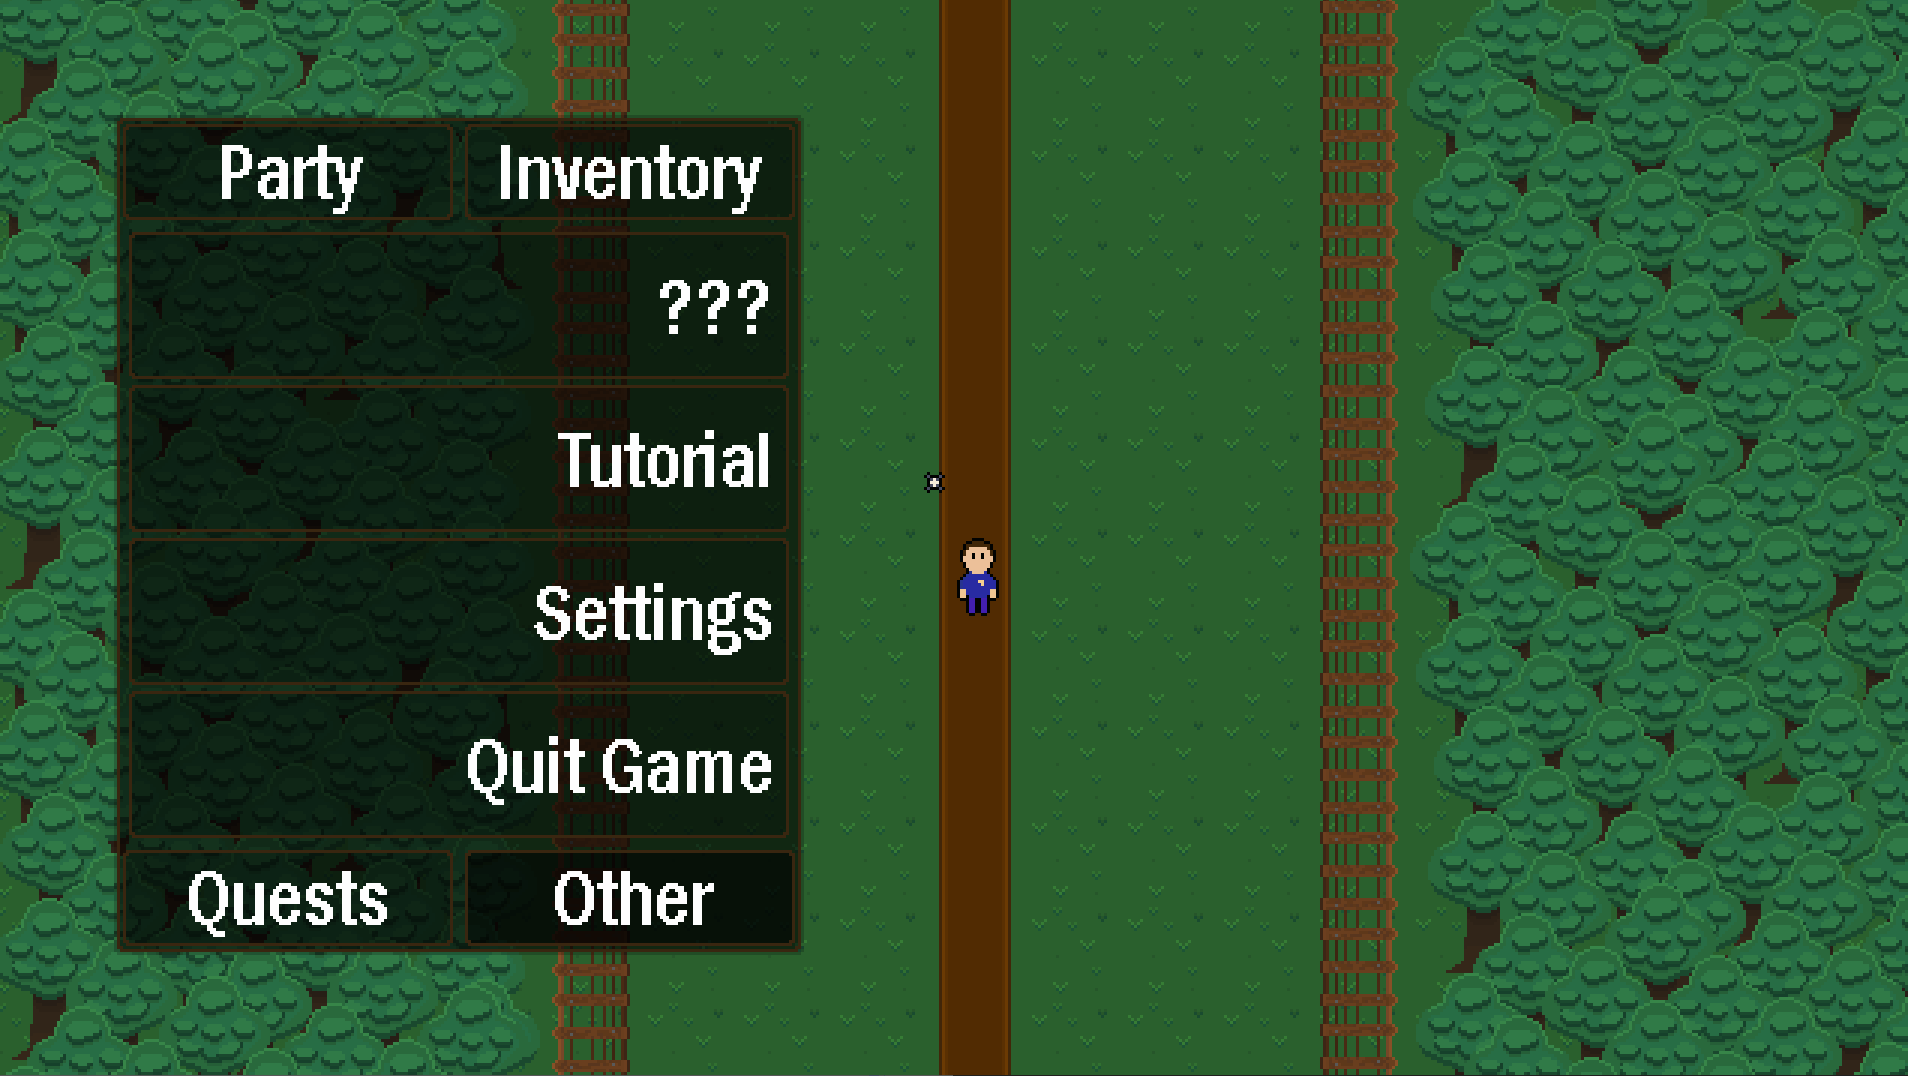 Party
Inventory
???
Tutorial
Settings
Quit Game
Quests
Other